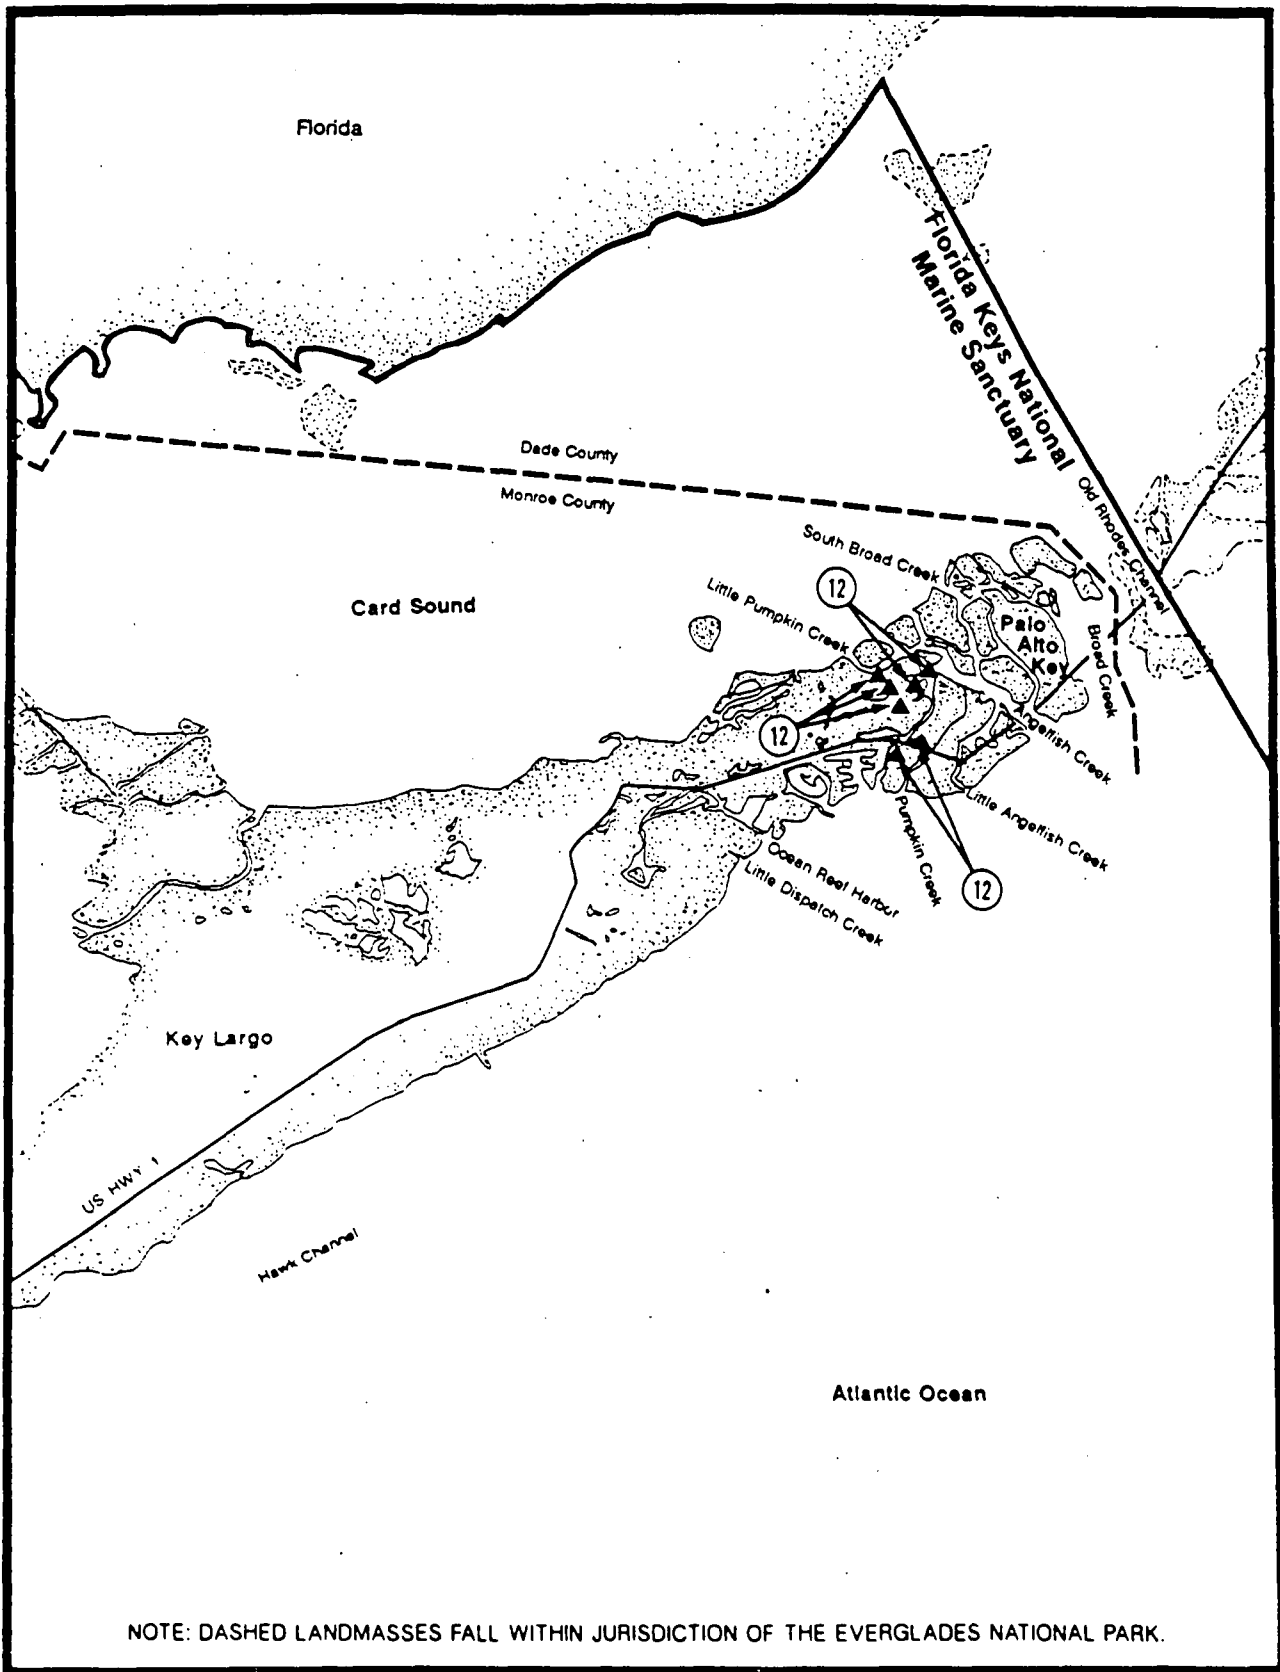 Florida
Florida Keys National
Marine Sanctuary
Dade County
Monroe County
Old Rhodes Channel
South Broad Creek
12
Little Pumpkin Creek
Card Sound
Palo
Alto
Key
Broad Creek
12
Angelfish Creek
Little Angelfish Creek
Pumpkin Creek
12
Ocean Reef Harbor
Little Dispatch Creek
Key Largo
US HWY 1
Hawk Channel
Atlantic Ocean
NOTE: DASHED LANDMASSES FALL WITHIN JURISDICTION OF THE EVERGLADES NATIONAL PARK.